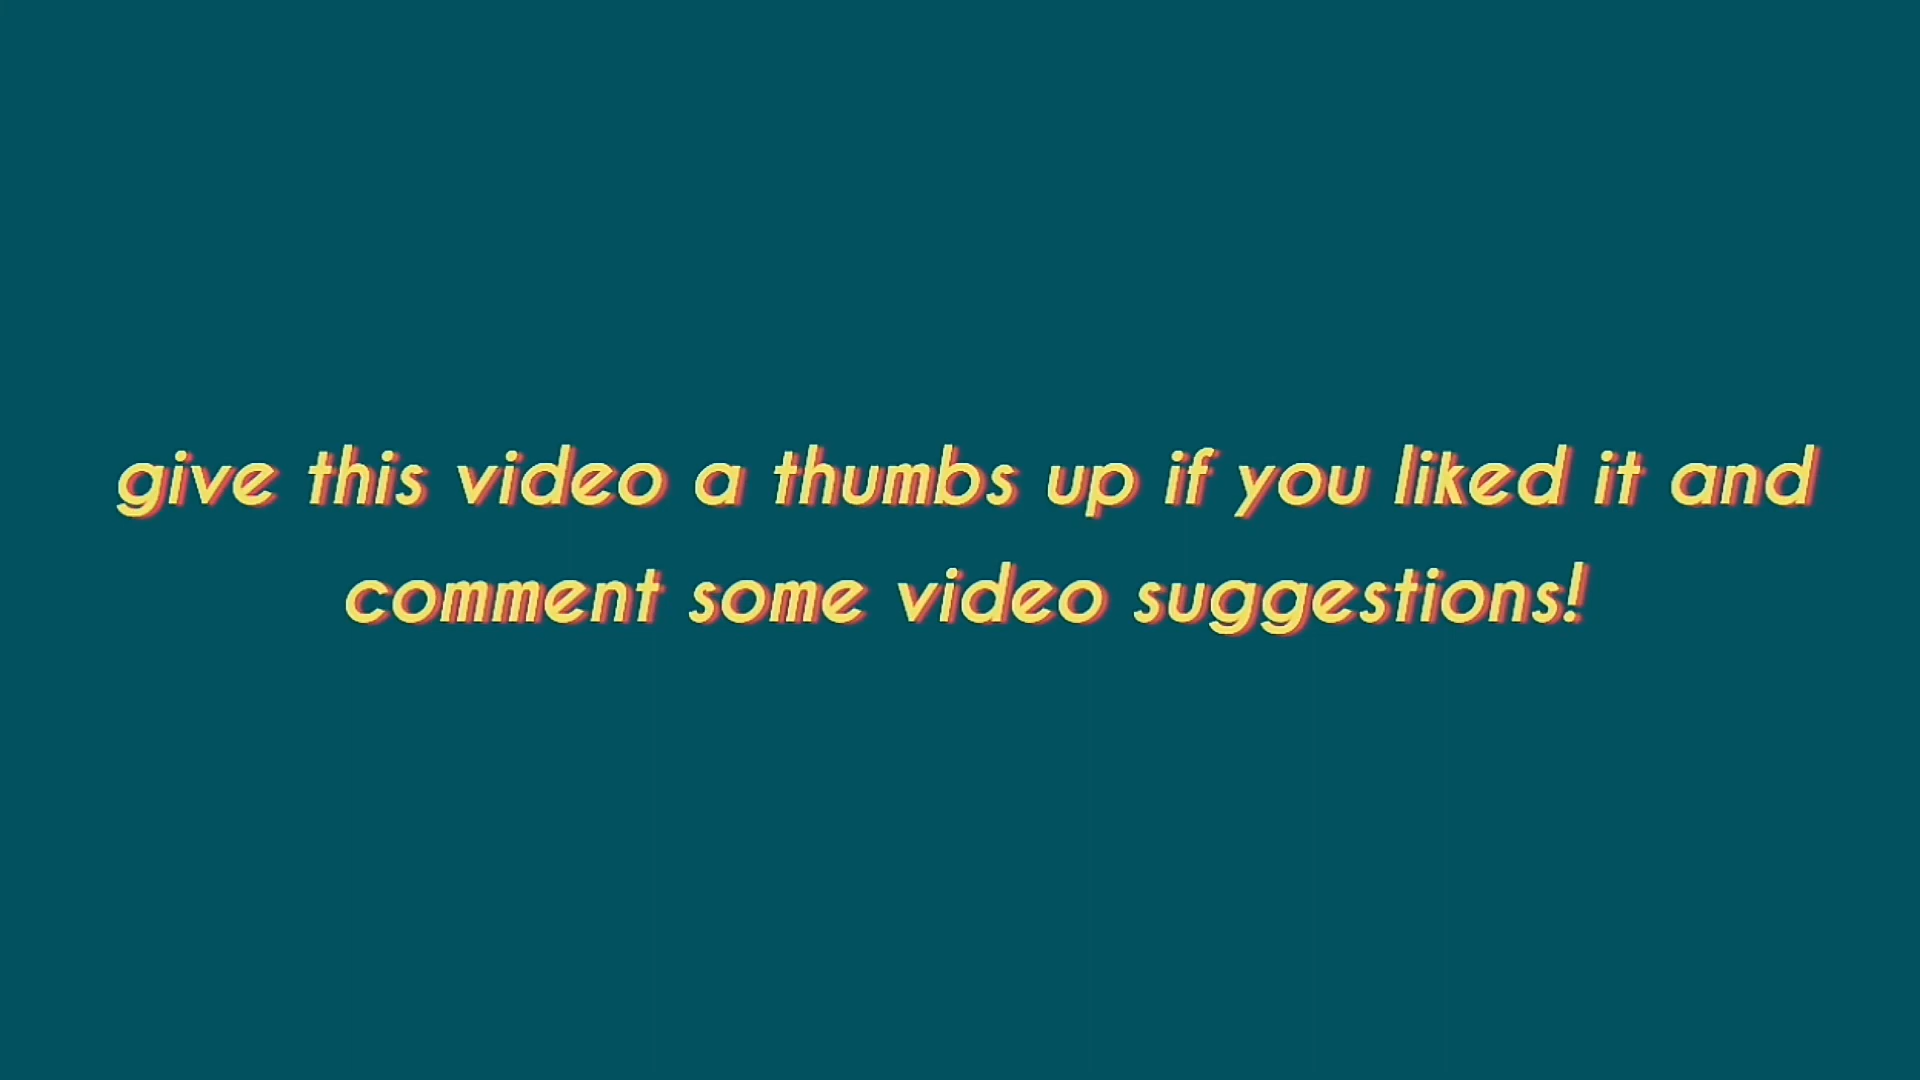 give this video a thumbs up if you liked it and
comment some video suggestions!